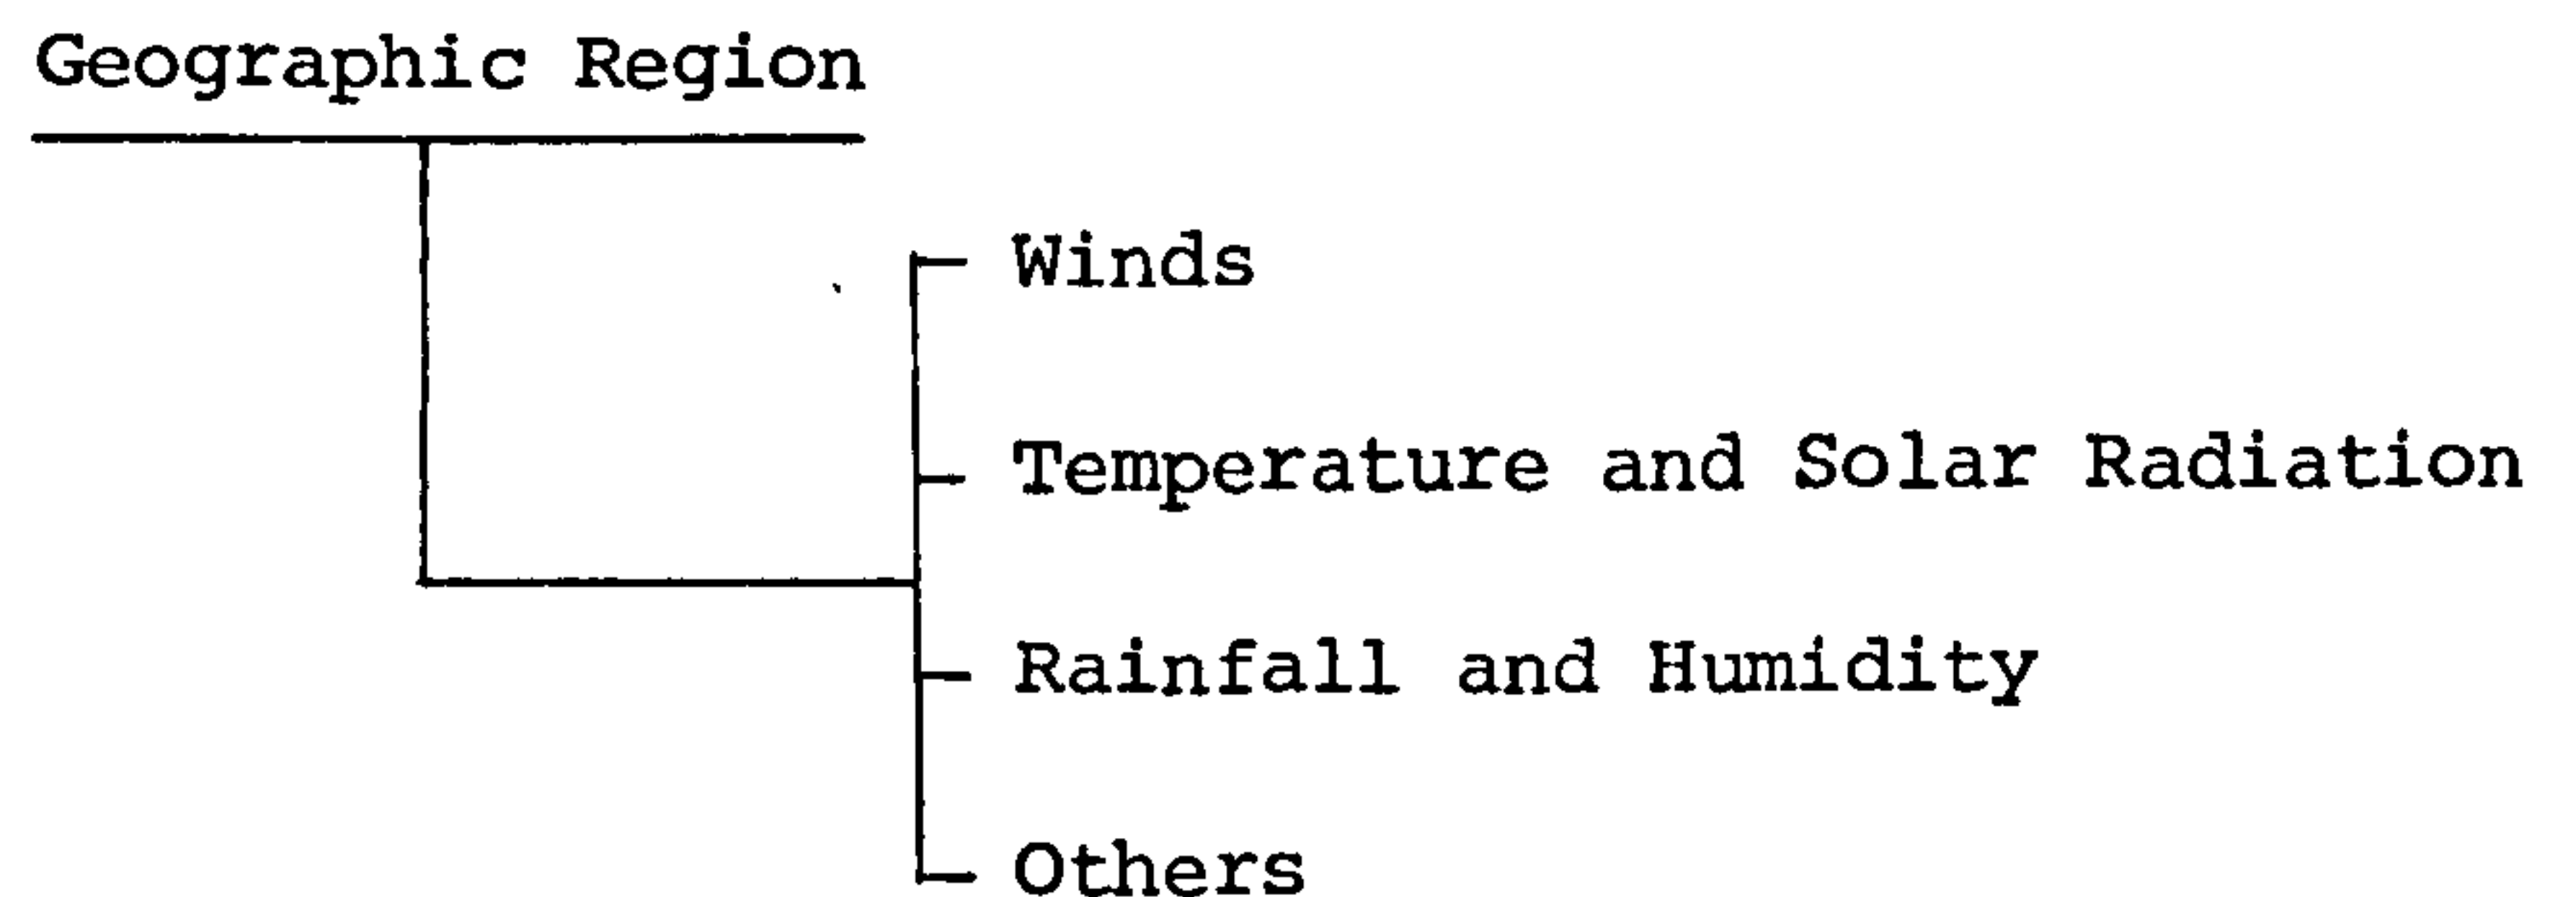 Geographic Region
Winds
Temperature and Solar Radiation
Rainfall and Humidity
Others